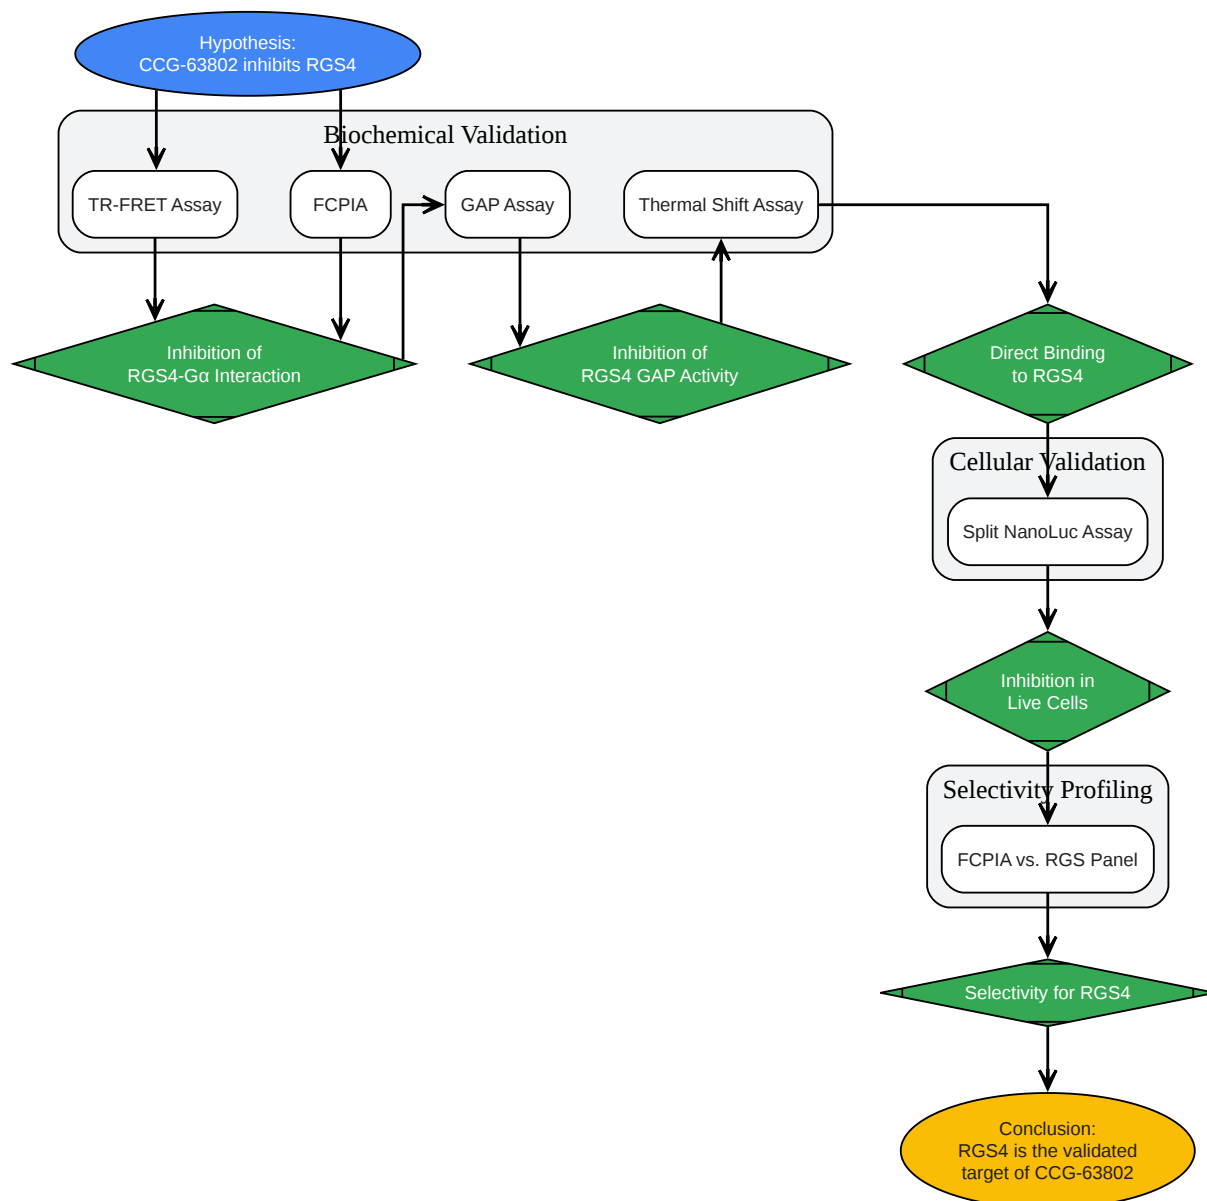 Hypothesis:
CCG-63802 inhibits RGS4
Biochemical Validation
TR-FRET Assay
FCPIA
GAP Assay
Thermal Shift Assay
Inhibition of
RGS4-Gα Interaction
Inhibition of
RGS4 GAP Activity
Direct Binding
to RGS4
Cellular Validation
Split NanoLuc Assay
Inhibition in
Live Cells
Selectivity Profiling
FCPIA vs. RGS Panel
Selectivity for RGS4
Conclusion:
RGS4 is the validated
target of CCG-63802